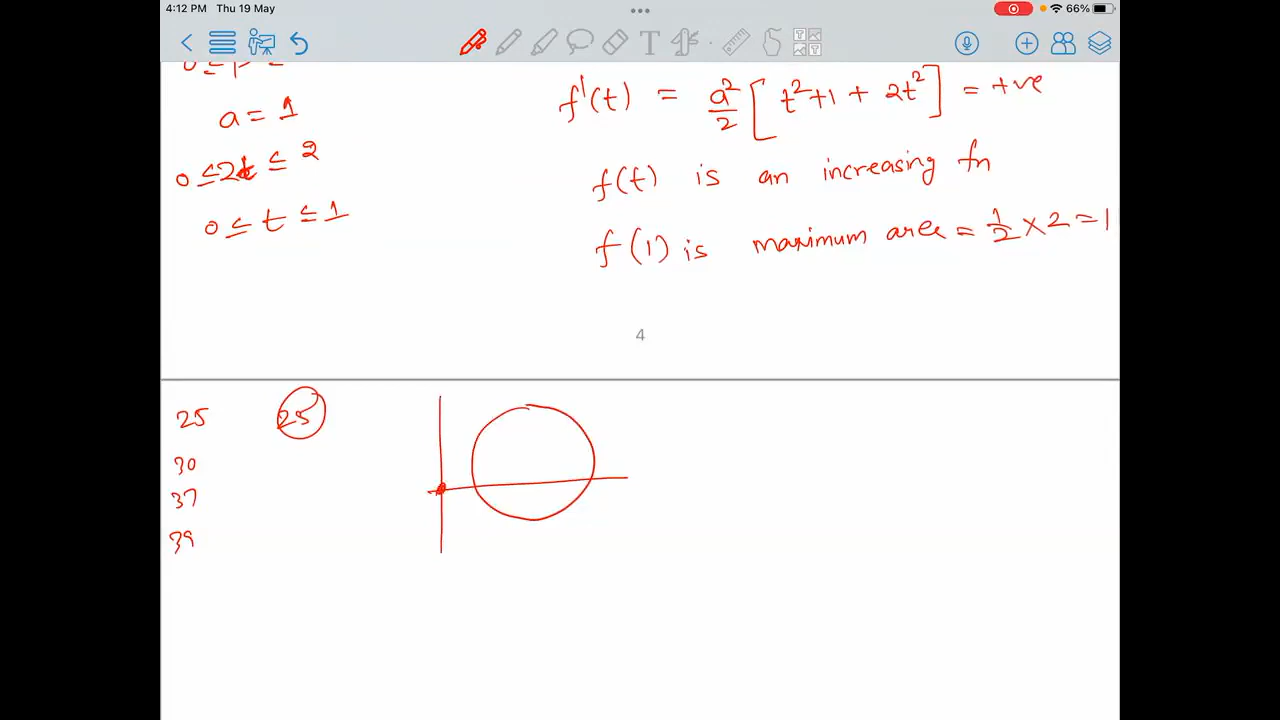 4:12 PM Thu 19 May
66%
T
a = 1
0 ≤ 2t ≤ 2
0 ≤ t ≤ 1
f'(t) = a²/2 [t²+1 + 2t²] = +ve
f(t) is an increasing fn
f(1) is maximum area = 1/2 × 2 = 1
4
25 25
30
37
39